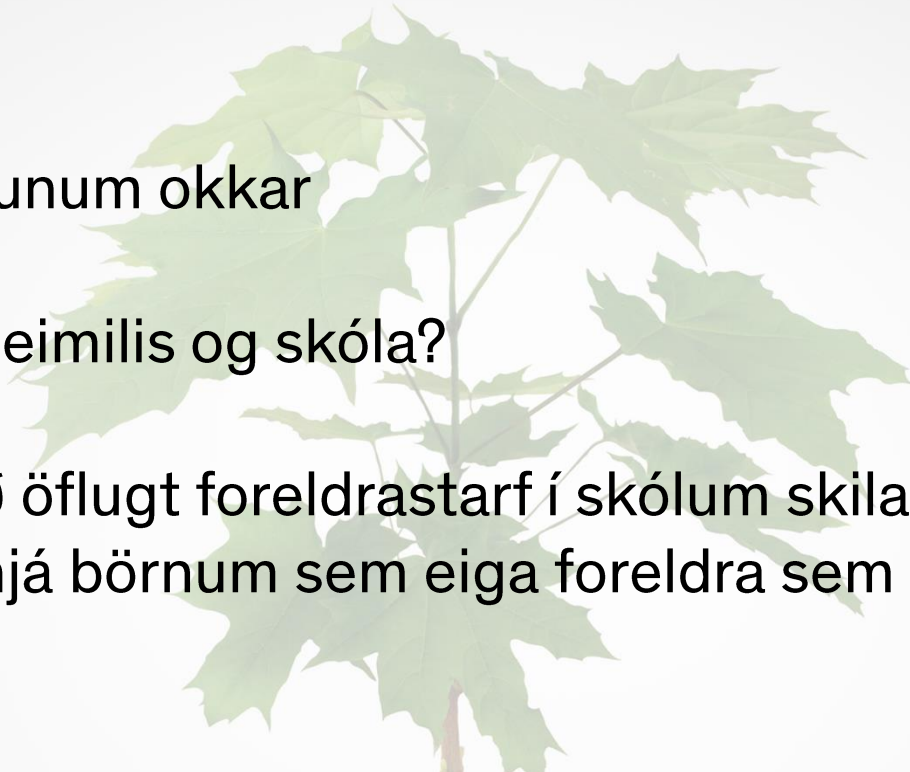 unum okkar
eimilis og skóla?
öflugt foreldrastarf í skólum skila
já börnum sem eiga foreldra sem